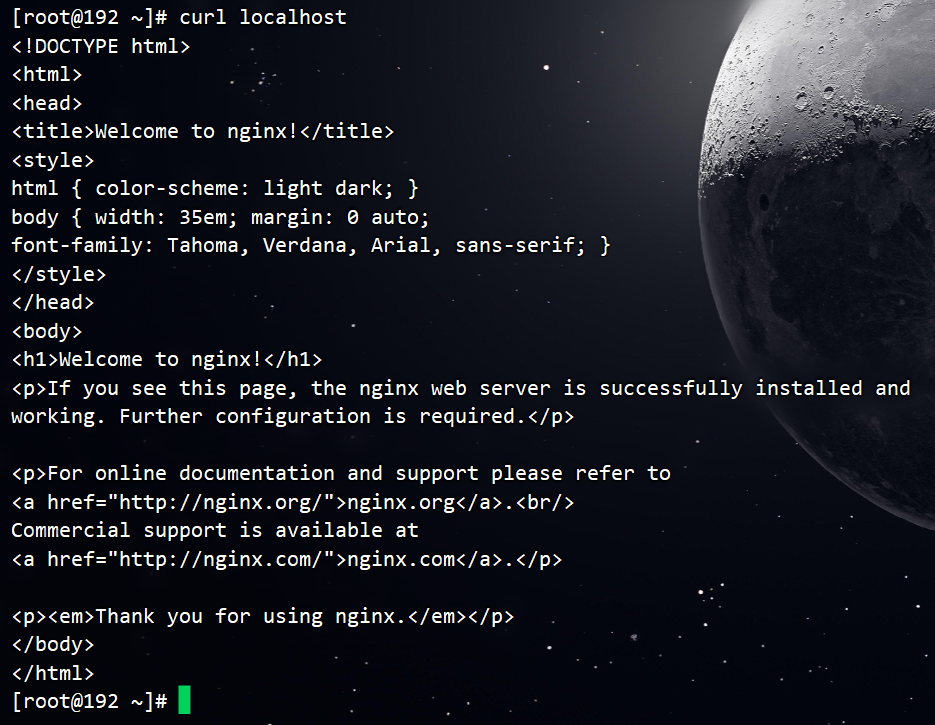 [root@192 ~]# curl localhost
<!DOCTYPE html>
<html>
<head>
<title>Welcome to nginx!</title>
<style>
html { color-scheme: light dark; }
body { width: 35em; margin: 0 auto;
font-family: Tahoma, Verdana, Arial, sans-serif; }
</style>
</head>
<body>
<h1>Welcome to nginx!</h1>
<p>If you see this page, the nginx web server is successfully installed and
working. Further configuration is required.</p>

<p>For online documentation and support please refer to
<a href="http://nginx.org/">nginx.org</a>.<br/>
Commercial support is available at
<a href="http://nginx.com/">nginx.com</a>.</p>

<p><em>Thank you for using nginx.</em></p>
</body>
</html>
[root@192 ~]#